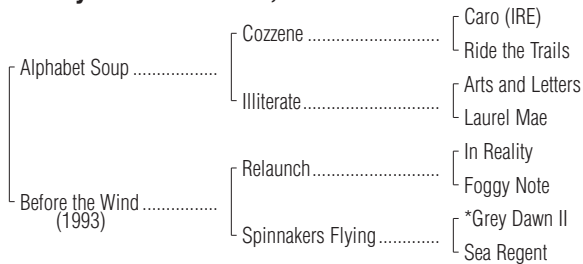 Caro (IRE)
Cozzene
Ride the Trails
Alphabet Soup
Arts and Letters
Illiterate
Laurel Mae
In Reality
Relaunch
Foggy Note
Before the Wind
(1993)
*Grey Dawn II
Spinnakers Flying
Sea Regent